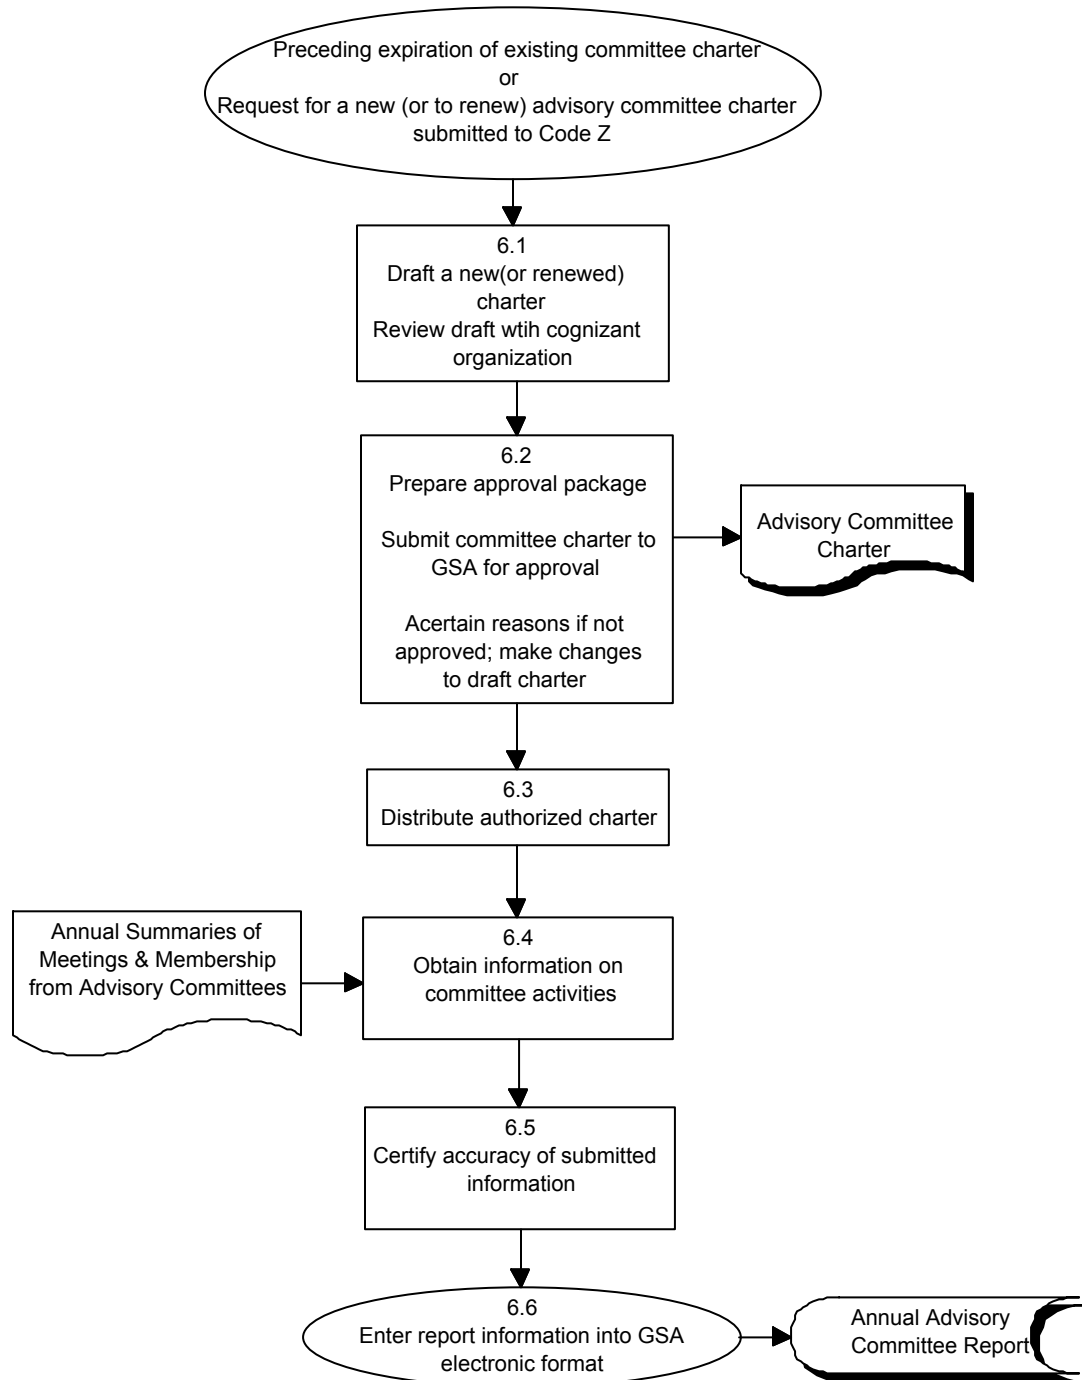 Preceding expiration of existing committee charter
or
Request for a new (or to renew) advisory committee charter
submitted to Code Z
6.1
Draft a new(or renewed)
charter
Review draft wtih cognizant
organization
6.2
Prepare approval package
Submit committee charter to
GSA for approval
Acertain reasons if not
approved; make changes
to draft charter
Advisory Committee
Charter
6.3
Distribute authorized charter
Annual Summaries of
Meetings & Membership
from Advisory Committees
6.4
Obtain information on
committee activities
6.5
Certify accuracy of submitted
information
6.6
Enter report information into GSA
electronic format
Annual Advisory
Committee Report